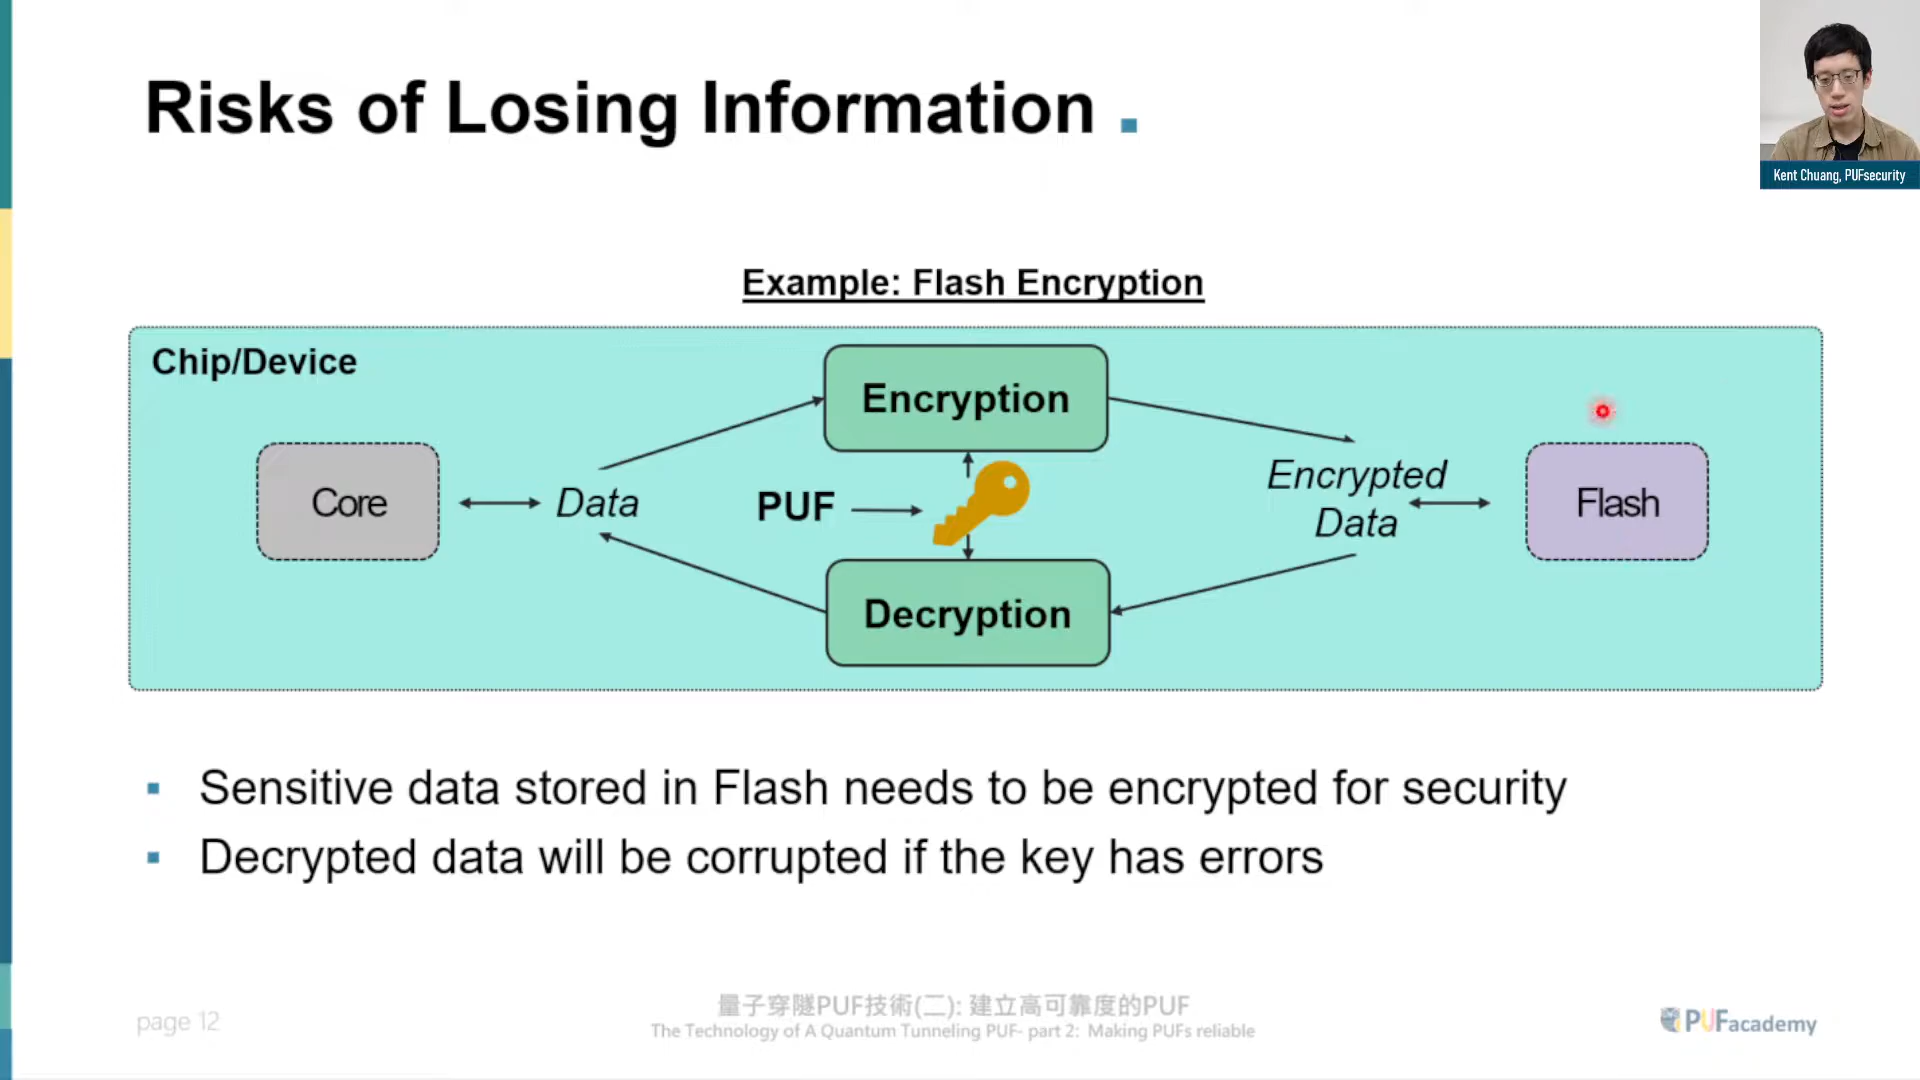 Risks of Losing Information .
Kent Chuang, PUFsecurity
Example: Flash Encryption
Chip/Device
Encryption
Core
Data
PUF
Encrypted
Data
Flash
Decryption
▪ Sensitive data stored in Flash needs to be encrypted for security
▪ Decrypted data will be corrupted if the key has errors
page 12
量子穿隧PUF技術(二): 建立高可靠度的PUF
The Technology of A Quantum Tunneling PUF- part 2: Making PUFs reliable
PUFacademy